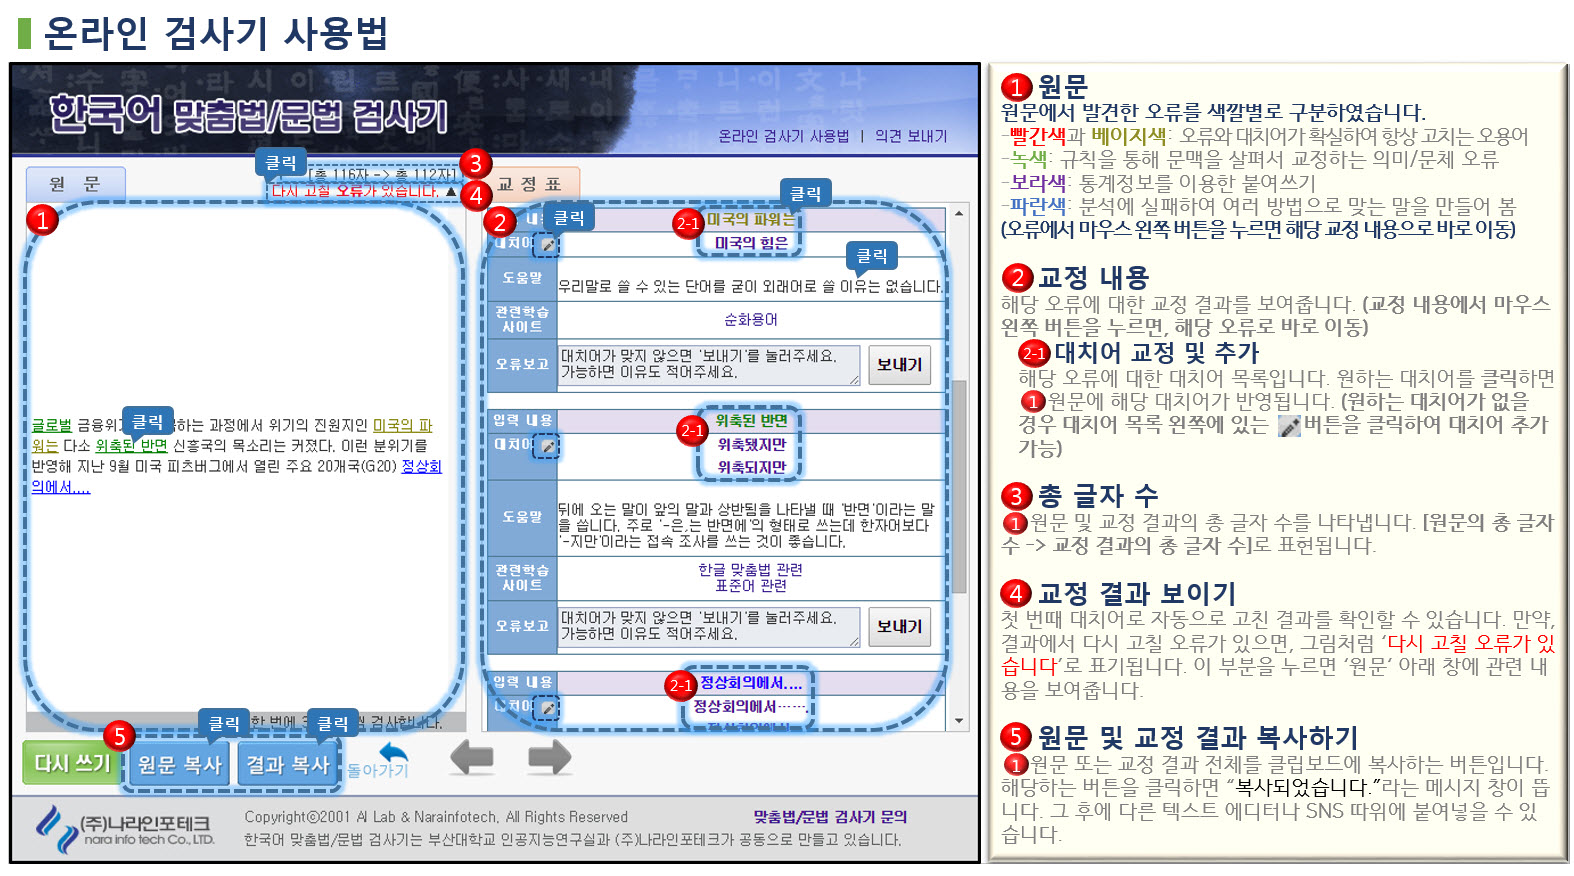 온라인 검사기 사용법
한국어 맞춤법/문법 검사기
온라인 검사기 사용법 | 의견 보내기
클릭
[총 116자 -> 총 112자]
3
다시 고칠 오류가 있습니다. ▲
4
원 문
교 정 표
1
글로벌 금융위
클릭
하는 과정에서 위기의 진원지인 미국의 파
워는 다소 위축된 반면 신흥국의 목소리는 커졌다. 이런 분위기를
반영해 지난 9월 미국 피츠버그에서 열린 주요 20개국(G20) 정상회
의에서....
2
클릭
2-1
미국의 파워는
클릭
대치어
미국의 힘은
클릭
도움말
우리말로 쓸 수 있는 단어를 굳이 외래어로 쓸 이유는 없습니다.
관련학습
사이트
순화용어
오류보고
대치어가 맞지 않으면 '보내기'를 눌러주세요.
가능하면 이유도 적어주세요.
보내기
입력 내용
위축된 반면
2-1
대치어
위축됐지만
위축되지만
도움말
뒤에 오는 말이 앞의 말과 상반됨을 나타낼 때 '반면'이라는 말
을 씁니다. 주로 '-은,는 반면에'의 형태로 쓰는데 한자어보다
'-지만'이라는 접속 조사를 쓰는 것이 좋습니다.
관련학습
사이트
한글 맞춤법 관련
표준어 관련
오류보고
대치어가 맞지 않으면 '보내기'를 눌러주세요.
가능하면 이유도 적어주세요.
보내기
입력 내용
2-1
정상회의에서....
대치어
정상회의에서…….
한 번에
검사합니다.
클릭
클릭
5
다시 쓰기
원문 복사
결과 복사
돌아가기
(주)나라인포테크
nara info tech Co., LTD.
Copyright©2001 AI Lab & Narainfotech, All Rights Reserved
맞춤법/문법 검사기 문의
한국어 맞춤법/문법 검사기는 부산대학교 인공지능연구실과 (주)나라인포테크가 공동으로 만들고 있습니다.
1 원문
원문에서 발견한 오류를 색깔별로 구분하였습니다.
-빨간색과 베이지색: 오류와 대치어가 확실하여 항상 고치는 오용어
-녹색: 규칙을 통해 문맥을 살펴서 교정하는 의미/문체 오류
-보라색: 통계정보를 이용한 붙여쓰기
-파란색: 분석에 실패하여 여러 방법으로 맞는 말을 만들어 봄
(오류에서 마우스 왼쪽 버튼을 누르면 해당 교정 내용으로 바로 이동)
2 교정 내용
해당 오류에 대한 교정 결과를 보여줍니다. (교정 내용에서 마우스
왼쪽 버튼을 누르면, 해당 오류로 바로 이동)
2-1 대치어 교정 및 추가
해당 오류에 대한 대치어 목록입니다. 원하는 대치어를 클릭하면
1 원문에 해당 대치어가 반영됩니다. (원하는 대치어가 없을
경우 대치어 목록 왼쪽에 있는 버튼을 클릭하여 대치어 추가
가능)
3 총 글자 수
1 원문 및 교정 결과의 총 글자 수를 나타냅니다. [원문의 총 글자
수 -> 교정 결과의 총 글자 수]로 표현됩니다.
4 교정 결과 보이기
첫 번때 대치어로 자동으로 고친 결과를 확인할 수 있습니다. 만약,
결과에서 다시 고칠 오류가 있으면, 그림처럼 ‘다시 고칠 오류가 있
습니다’로 표기됩니다. 이 부분을 누르면 ‘원문’ 아래 창에 관련 내
용을 보여줍니다.
5 원문 및 교정 결과 복사하기
1 원문 또는 교정 결과 전체를 클립보드에 복사하는 버튼입니다.
해당하는 버튼을 클릭하면 “복사되었습니다.”라는 메시지 창이 뜹
니다. 그 후에 다른 텍스트 에디터나 SNS 따위에 붙여넣을 수 있
습니다.